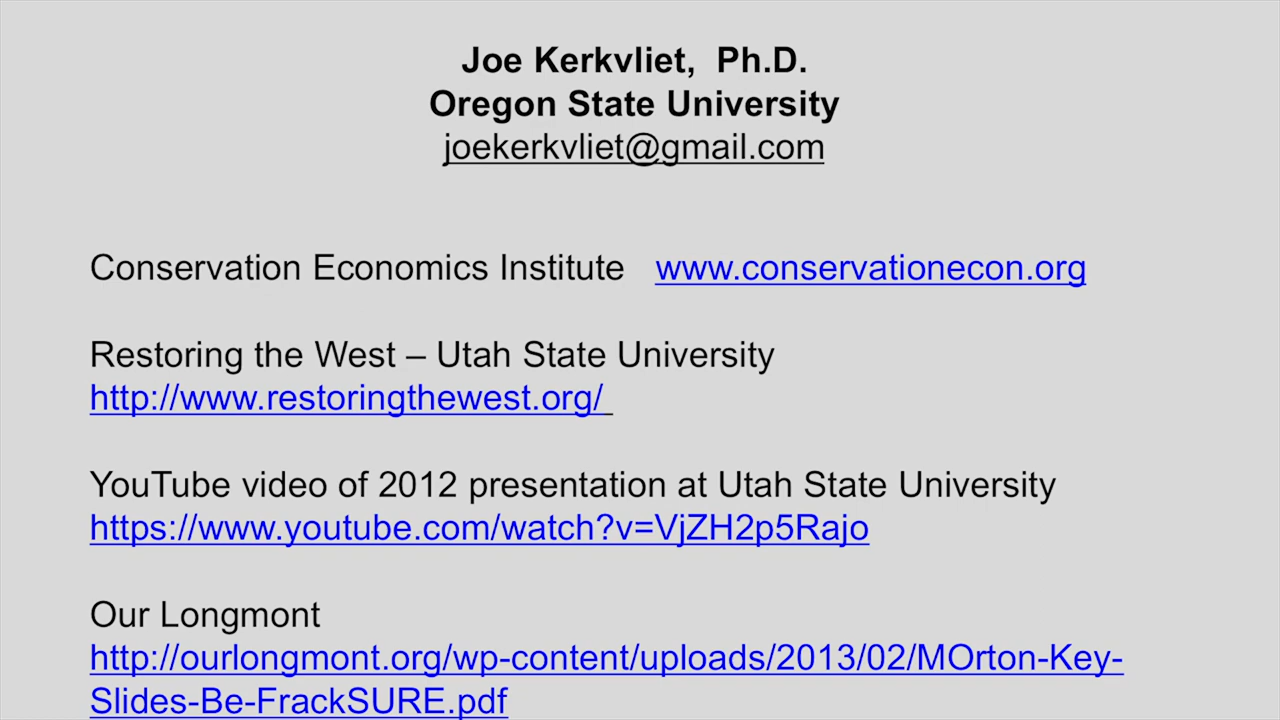 Joe Kerkvliet, Ph.D.
Oregon State University
joekerkvliet@gmail.com
Conservation Economics Institute www.conservationecon.org
Restoring the West – Utah State University
http://www.restoringthewest.org/
YouTube video of 2012 presentation at Utah State University
https://www.youtube.com/watch?v=VjZH2p5Rajo
Our Longmont
http://ourlongmont.org/wp-content/uploads/2013/02/MOrton-Key-
Slides-Be-FrackSURE.pdf